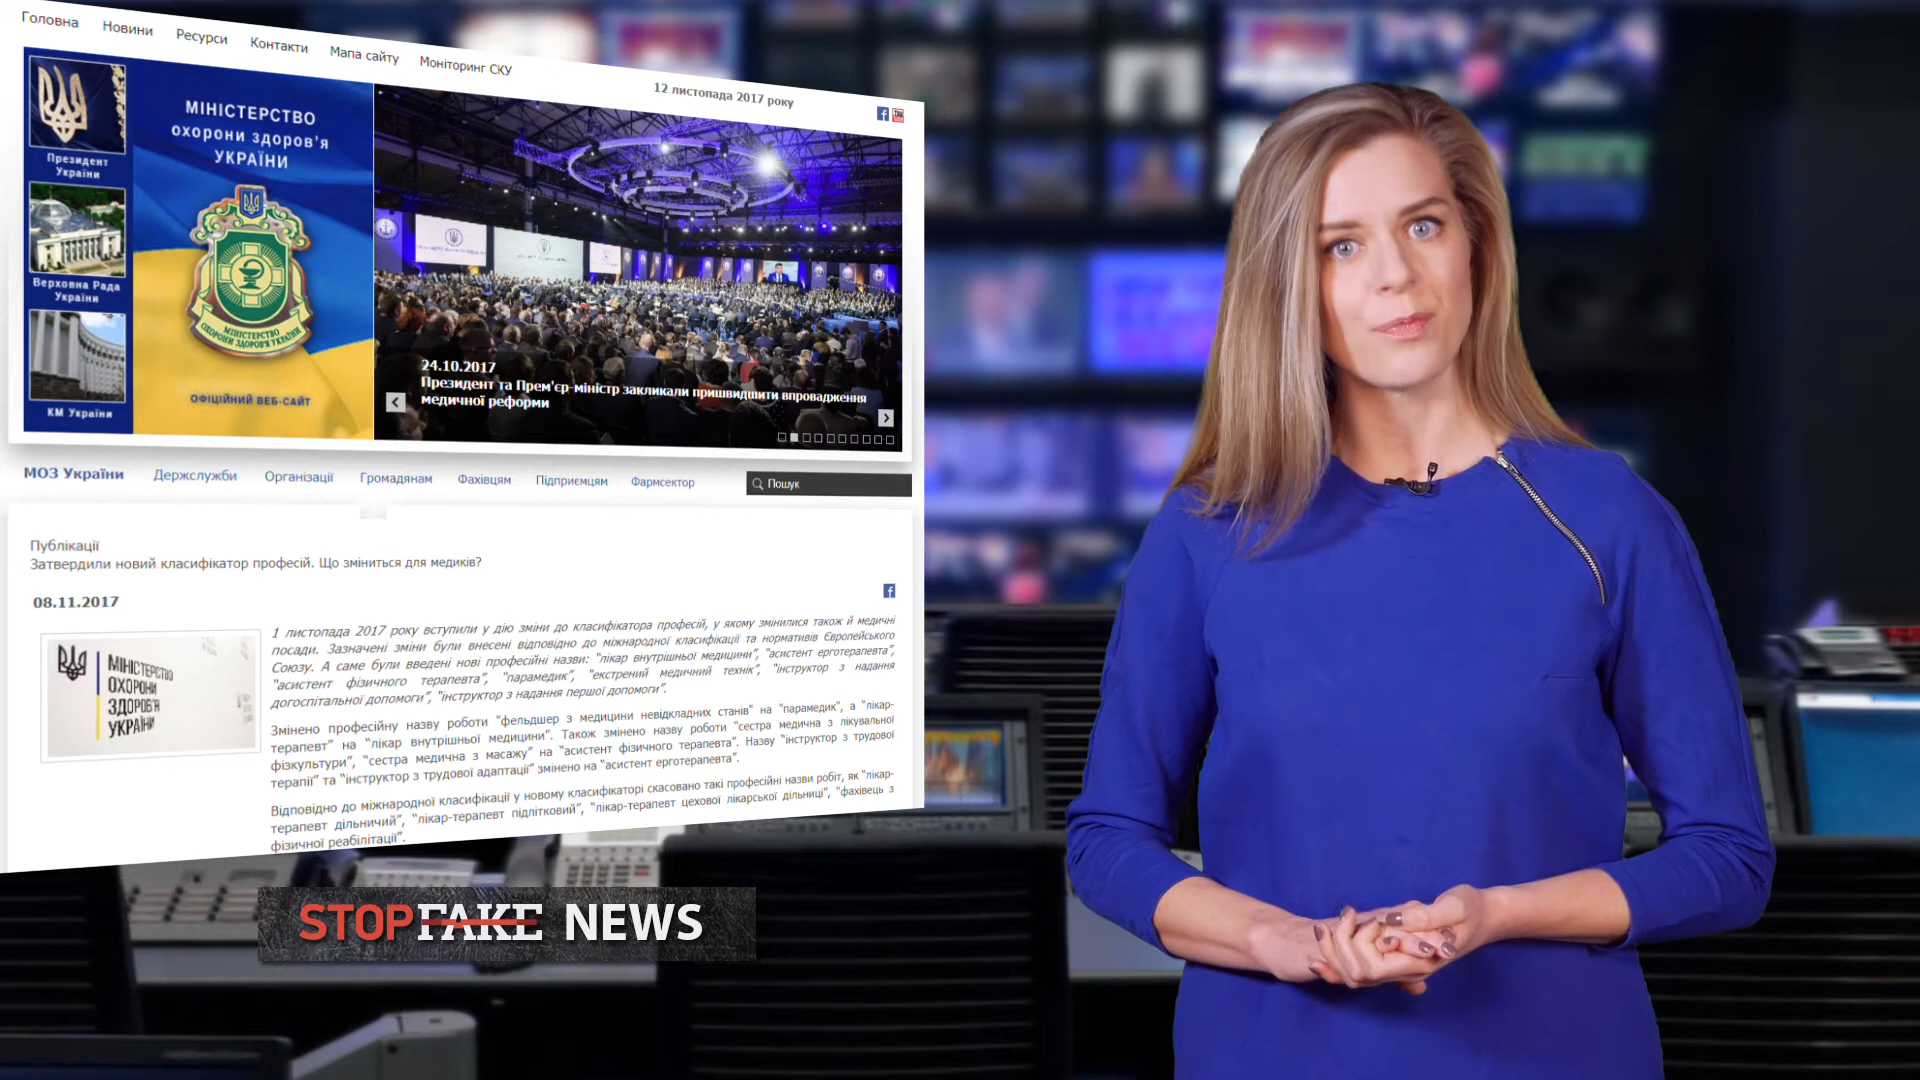 Головна Новини Ресурси Контакти Мапа сайту Моніторинг СКУ
12 листопада 2017 року
Президент
України
Верховна Рада
України
КМ України
МІНІСТЕРСТВО
охорони здоров'я
УКРАЇНИ
МІНІСТЕРСТВО
ОХОРОНИ ЗДОРОВ'Я УКРАЇНИ
ОФІЦІЙНИЙ ВЕБ-САЙТ
24.10.2017
Президент та Прем'єр-міністр закликали пришвидшити впровадження
медичної реформи
МОЗ України Держслужби Організації Громадянам Фахівцям Підприємцям Фармсектор Пошук
Публікації
Затвердили новий класифікатор професій. Що зміниться для медиків?
08.11.2017
МІНІСТЕРСТВО
ОХОРОНИ
ЗДОРОВ'Я
УКРАЇНИ
1 листопада 2017 року вступили у дію зміни до класифікатора професій, у якому змінилися також й медичні
посади. Зазначені зміни були внесені відповідно до міжнародної класифікації та нормативів Європейського
Союзу. А саме були введені нові професійні назви: "лікар внутрішньої медицини", "асистент ерготерапевта",
"асистент фізичного терапевта", "парамедик", "екстрений медичний технік", "інструктор з надання
догоспітальної допомоги", "інструктор з надання першої допомоги".
Змінено професійну назву роботи "фельдшер з медицини невідкладних станів" на "парамедик", а "лікар-
терапевт" на "лікар внутрішньої медицини". Також змінено назву роботи "сестра медична з лікувальної
фізкультури", "сестра медична з масажу" на "асистент фізичного терапевта". Назву "інструктор з трудової
терапії" та "інструктор з трудової адаптації" змінено на "асистент ерготерапевта".
Відповідно до міжнародної класифікації у новому класифікаторі скасовано такі професійні назви робіт, як "лікар-
терапевт дільничий", "лікар-терапевт підлітковий", "лікар-терапевт цехової лікарської дільниці", "фахівець з
фізичної реабілітації".
STOPFAKE NEWS